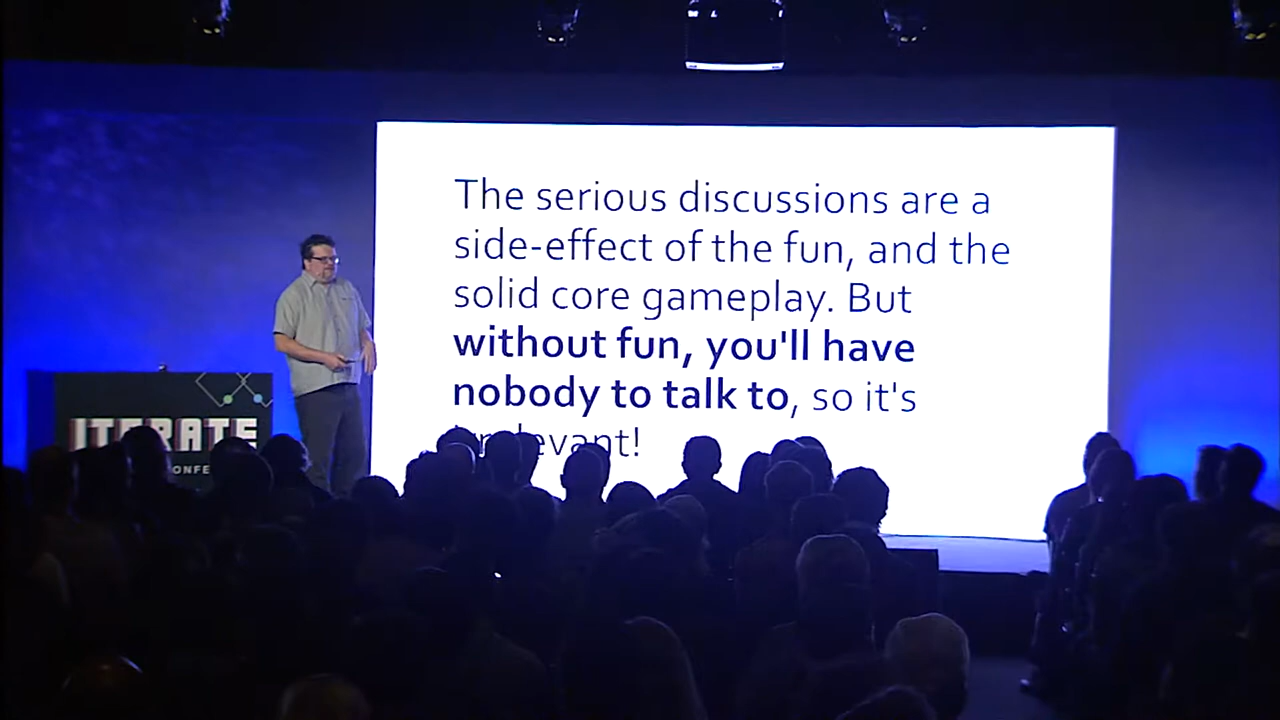 The serious discussions are a
side-effect of the fun, and the
solid core gameplay. But
without fun, you'll have
nobody to talk to, so it's
irrelevant!
ITERATE